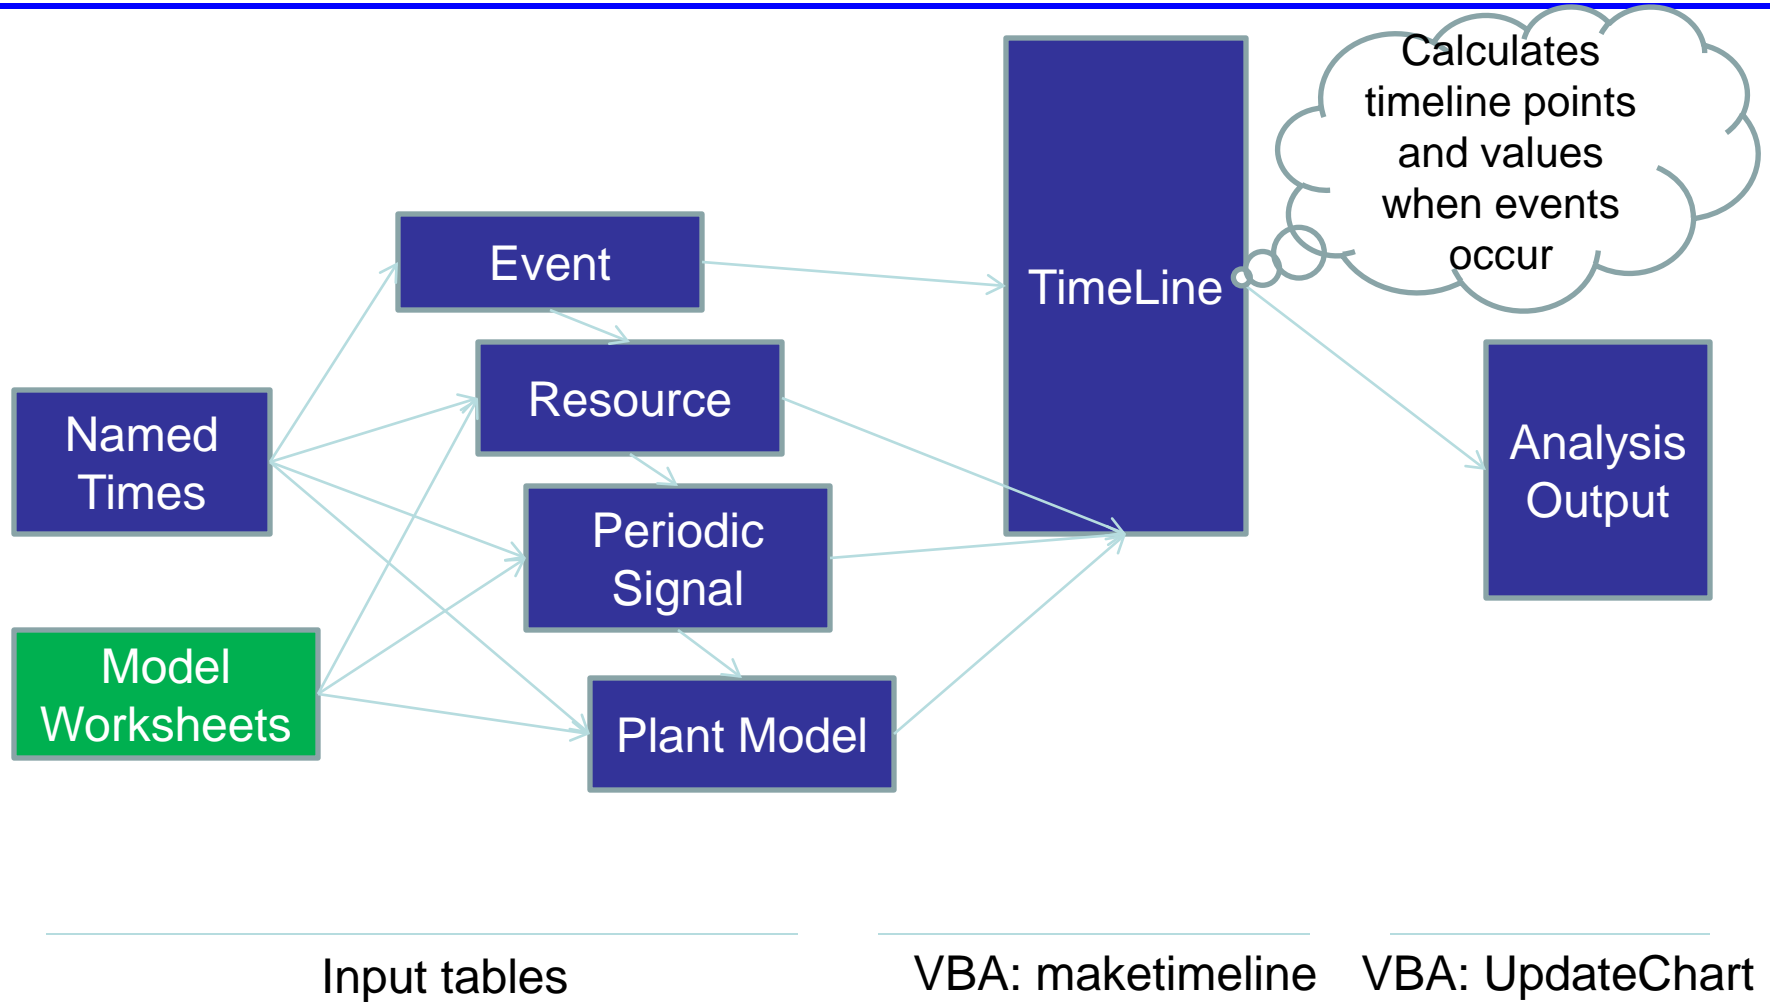 Calculates
timeline points
and values
when events
occur
Event
TimeLine
Resource
Named
Times
Analysis
Output
Periodic
Signal
Model
Worksheets
Plant Model
Input tables
VBA: maketimeline
VBA: UpdateChart